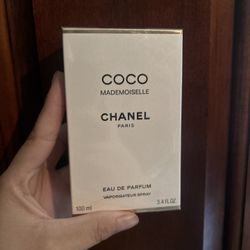 COCO
MADEMOISELLE
CHANEL
PARIS
EAU DE PARFUM
VAPORISATEUR SPRAY
100 ml 3.4 FL.OZ.